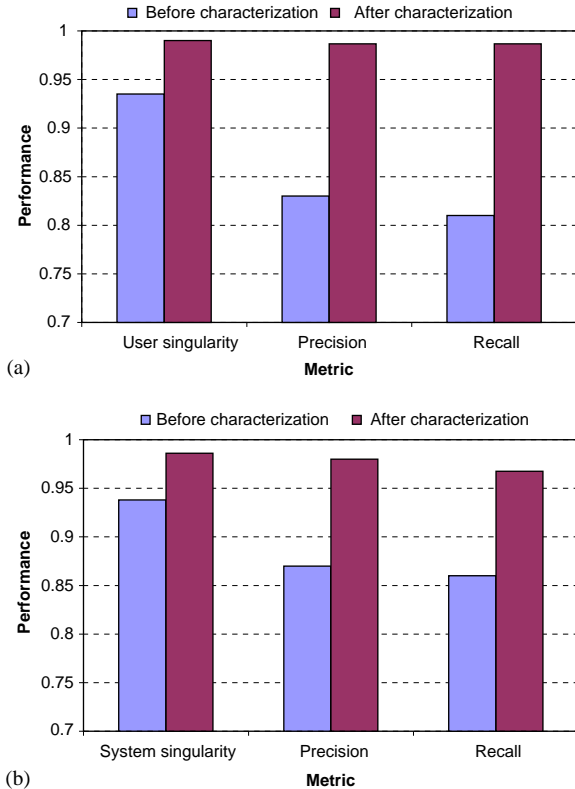 Before characterization After characterization
1
0.95
0.9
0.85
0.8
0.75
0.7
Performance
User singularity Precision Recall
(a)
Metric
Before characterization After characterization
1
0.95
0.9
0.85
0.8
0.75
0.7
Performance
System singularity Precision Recall
(b)
Metric